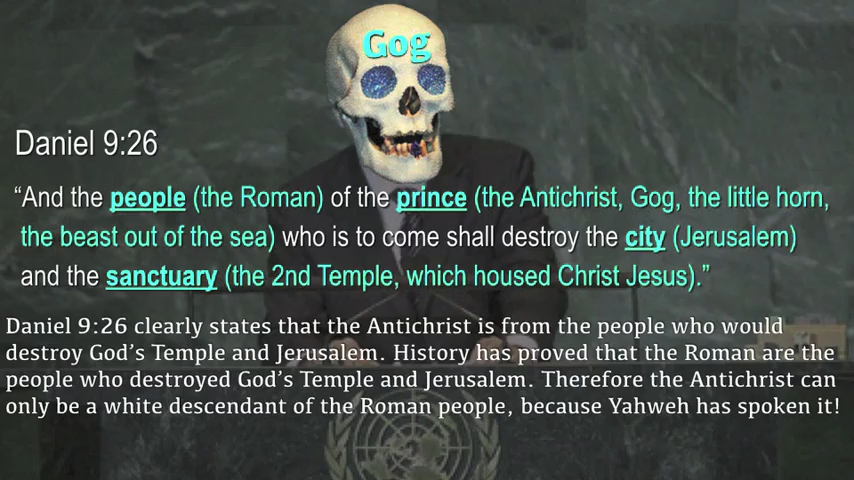 Gog
Daniel 9:26
“And the people (the Roman) of the prince (the Antichrist, Gog, the little horn,
the beast out of the sea) who is to come shall destroy the city (Jerusalem)
and the sanctuary (the 2nd Temple, which housed Christ Jesus).”
Daniel 9:26 clearly states that the Antichrist is from the people who would
destroy God’s Temple and Jerusalem. History has proved that the Roman are the
people who destroyed God’s Temple and Jerusalem. Therefore the Antichrist can
only be a white descendant of the Roman people, because Yahweh has spoken it!